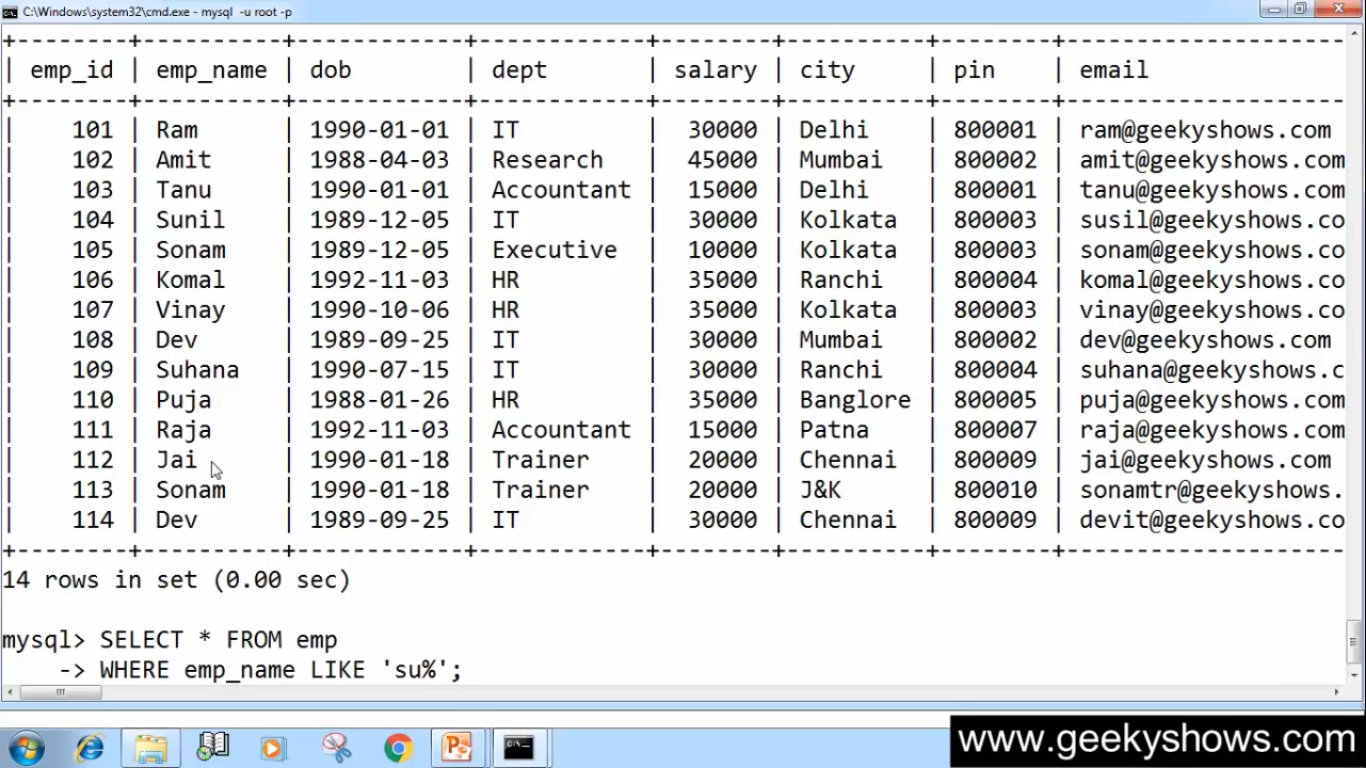 C:\Windows\system32\cmd.exe - mysql -u root -p
+--------+----------+------------+------------+--------+----------+--------+-------------------
| emp_id | emp_name | dob | dept | salary | city | pin | email
+--------+----------+------------+------------+--------+----------+--------+-------------------
| 101 | Ram | 1990-01-01 | IT | 30000 | Delhi | 800001 | ram@geekyshows.com
| 102 | Amit | 1988-04-03 | Research | 45000 | Mumbai | 800002 | amit@geekyshows.com
| 103 | Tanu | 1990-01-01 | Accountant | 15000 | Delhi | 800001 | tanu@geekyshows.com
| 104 | Sunil | 1989-12-05 | IT | 30000 | Kolkata | 800003 | susil@geekyshows.co
| 105 | Sonam | 1989-12-05 | Executive | 10000 | Kolkata | 800003 | sonam@geekyshows.co
| 106 | Komal | 1992-11-03 | HR | 35000 | Ranchi | 800004 | komal@geekyshows.co
| 107 | Vinay | 1990-10-06 | HR | 35000 | Kolkata | 800003 | vinay@geekyshows.co
| 108 | Dev | 1989-09-25 | IT | 30000 | Mumbai | 800002 | dev@geekyshows.com
| 109 | Suhana | 1990-07-15 | IT | 30000 | Ranchi | 800004 | suhana@geekyshows.c
| 110 | Puja | 1988-01-26 | HR | 35000 | Banglore | 800005 | puja@geekyshows.com
| 111 | Raja | 1992-11-03 | Accountant | 15000 | Patna | 800007 | raja@geekyshows.com
| 112 | Jai | 1990-01-18 | Trainer | 20000 | Chennai | 800009 | jai@geekyshows.com
| 113 | Sonam | 1990-01-18 | Trainer | 20000 | J&K | 800010 | sonamtr@geekyshows.
| 114 | Dev | 1989-09-25 | IT | 30000 | Chennai | 800009 | devit@geekyshows.co
+--------+----------+------------+------------+--------+----------+--------+-------------------
14 rows in set (0.00 sec)
mysql> SELECT * FROM emp
-> WHERE emp_name LIKE 'su%';
www.geekyshows.com